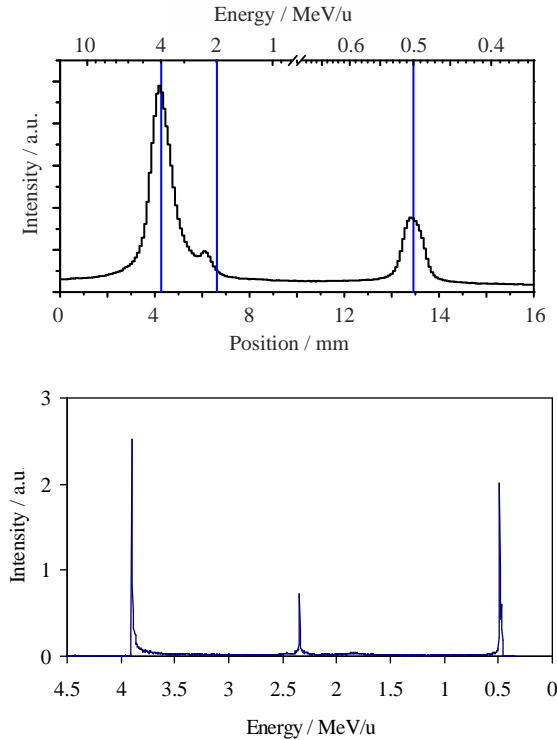 Energy / MeV/u
10 4 2 1 0.6 0.5 0.4
Intensity / a.u.
0 4 8 12 14 16
Position / mm
3
2
1
0
Intensity / a.u.
4.5 4 3.5 3 2.5 2 1.5 1 0.5 0
Energy / MeV/u